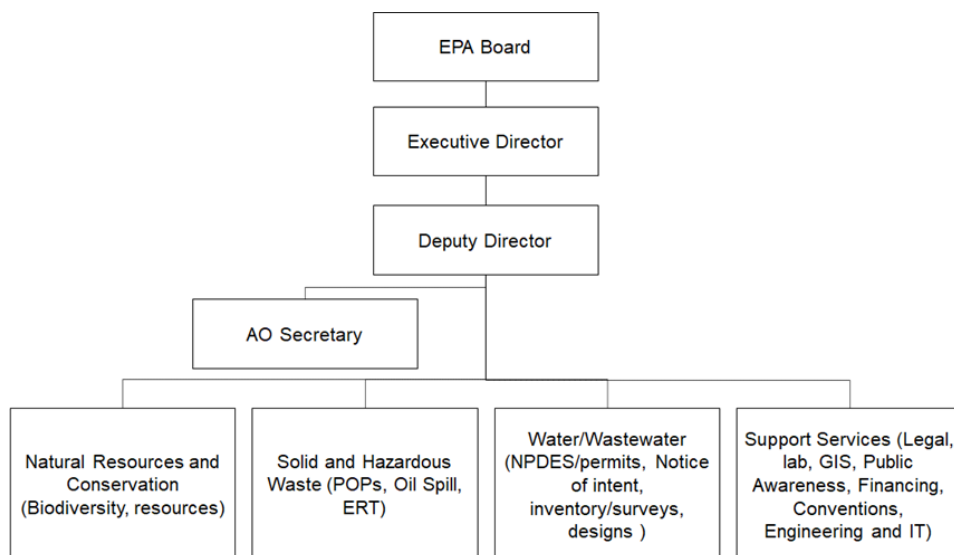 EPA Board
Executive Director
Deputy Director
AO Secretary
Natural Resources and
Conservation
(Biodiversity, resources)
Solid and Hazardous
Waste (POPs, Oil Spill,
ERT)
Water/Wastewater
(NPDES/permits, Notice
of intent,
inventory/surveys,
designs )
Support Services (Legal,
lab, GIS, Public
Awareness, Financing,
Conventions,
Engineering and IT)